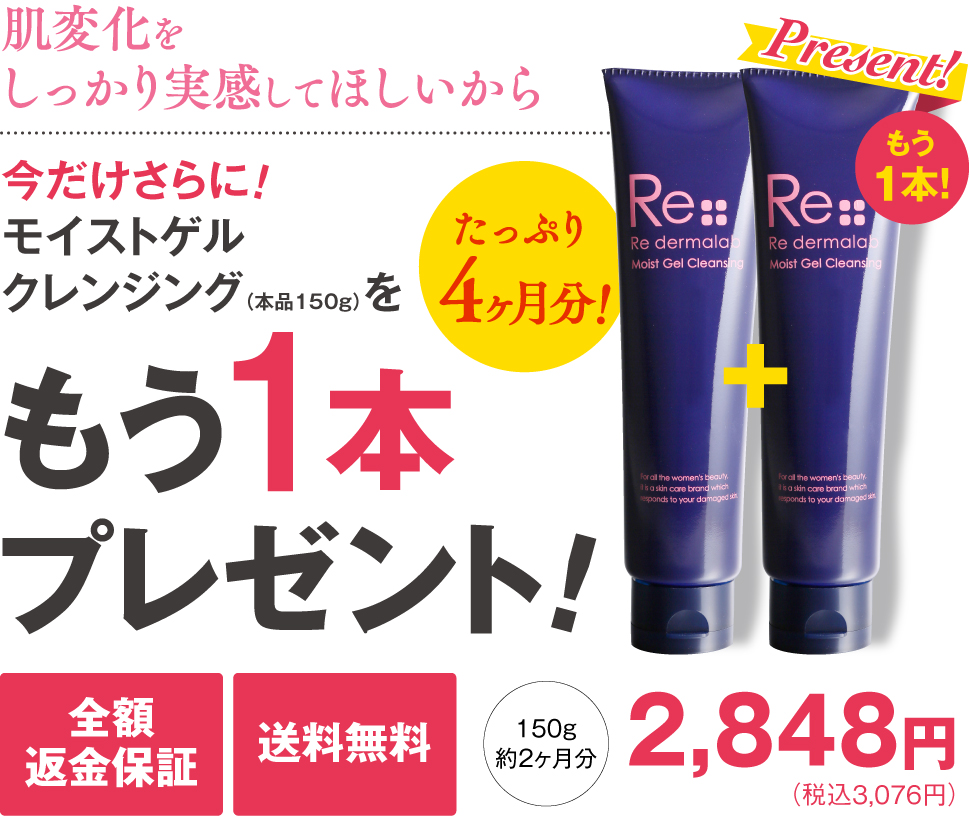 肌変化を
しっかり実感してほしいから
今だけさらに！
モイストゲル
クレンジング（本品150g）を
もう1本
プレゼント！
たっぷり
4ヶ月分！
Present!
もう
1本！
Re
Re dermalab
Moist Gel Cleansing
For all the women's beauty.
It is a skin care brand which
responds to your damaged skin.
+
Re
Re dermalab
Moist Gel Cleansing
For all the women's beauty.
It is a skin care brand which
responds to your damaged skin.
全額
返金保証
送料無料
150g
約2ヶ月分
2,848円
（税込3,076円）